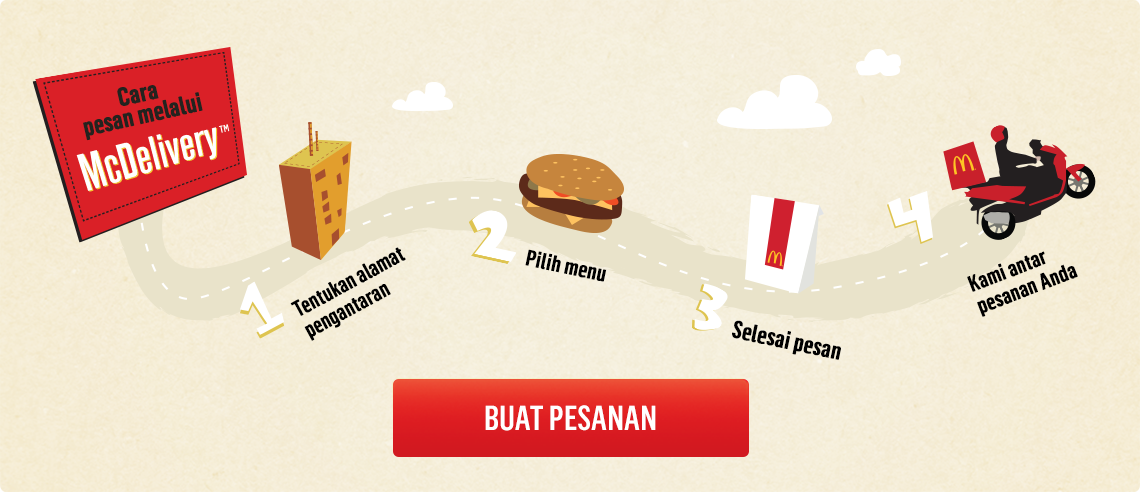 Cara
pesan melalui
McDelivery™
1
Tentukan alamat
pengantaran
2
Pilih menu
3
Selesai pesan
4
Kami antar
pesanan Anda
BUAT PESANAN